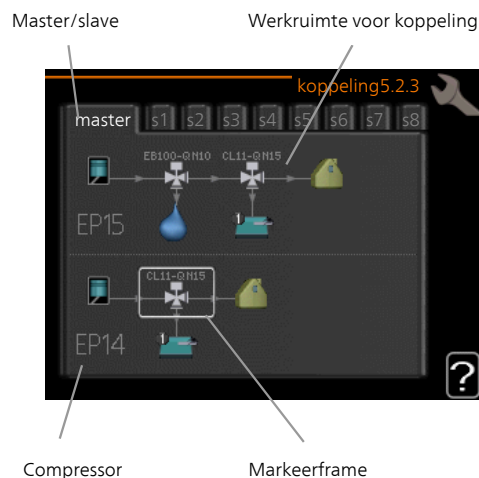 Master/slave
Werkruimte voor koppeling
koppeling5.2.3
master s1 s2 s3 s4 s5 s6 s7 s8
EB100-QN10 CL11-QN15
1
EP15
CL11-QN15
1
EP14
?
Compressor
Markeerframe